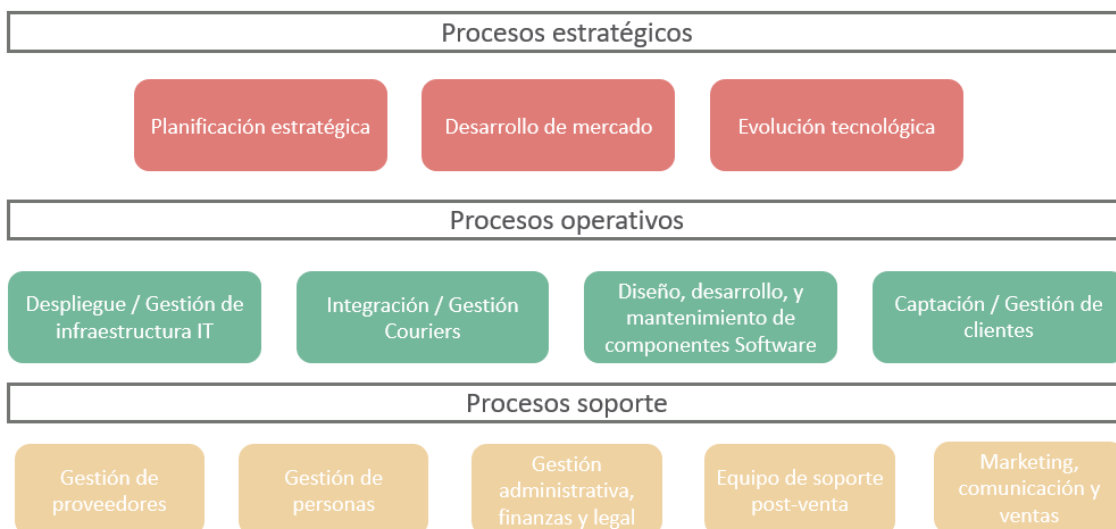 Procesos estratégicos
Planificación estratégica
Desarrollo de mercado
Evolución tecnológica
Procesos operativos
Despliegue / Gestión de
infraestructura IT
Integración / Gestión
Couriers
Diseño, desarrollo, y
mantenimiento de
componentes Software
Captación / Gestión de
clientes
Procesos soporte
Gestión de
proveedores
Gestión de
personas
Gestión
administrativa,
finanzas y legal
Equipo de soporte
post-venta
Marketing,
comunicación y
ventas